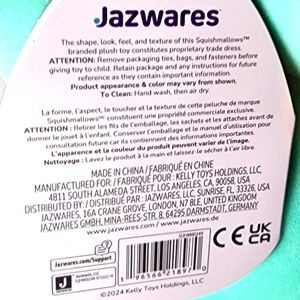 Jazwares
The shape, look, feel, and texture of this Squishmallows™
branded plush toy constitutes proprietary trade dress.
ATTENTION: Remove packaging ties, bags, and fasteners before
giving toy to child. Retain package and any instructions for future
reference as they contain important information.
Product appearance & color may vary from shown.
To Clean: Hand wash, then air dry.
La forme, l'aspect, le toucher et la texture de cette peluche de marque
Squishmallows™ constituent une propriété commerciale exclusive.
ATTENTION : Retirer les fils de l'emballage, les sachets et les attaches avant de
donner le jouet à l'enfant. Conserver l'emballage et le manuel d'utilisation pour
consultation future car ils contiennent des informations importantes.
L'apparence et la couleur du produit peuvent varier de l'image.
Nettoyage : Lavez la peluche à la main et laissez-le sécher à l'air libre.
MADE IN CHINA / FABRIQUÉ EN CHINE
MANUFACTURED FOR / FABRIQUÉ POUR : KELLY TOYS HOLDINGS, LLC,
4811 SOUTH ALAMEDA STREET, LOS ANGELES, CA, 90058, USA
DISTRIBUTED BY / DISTRIBUÉ PAR : JAZWARES, LLC, SUNRISE, FL 33326, USA
JAZWARES, 16A CRANE GROVE, LONDON, N7 8LE, UNITED KINGDOM
JAZWARES GMBH, MINA-REES-STR. 8, 64295 DARMSTADT, GERMANY
Jazwares.com/Support
Jazwares, LLC
CE UK CA
©2024 Kelly Toys Holdings, LLC